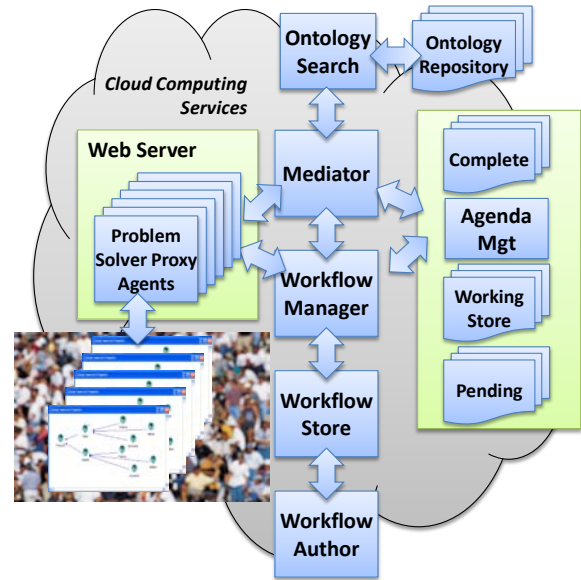 Ontology
Search
Ontology
Repository
Cloud Computing
Services
Web Server
Problem
Solver Proxy
Agents
Mediator
Complete
Agenda
Mgt
Working
Store
Pending
Workflow
Manager
Workflow
Store
Workflow
Author